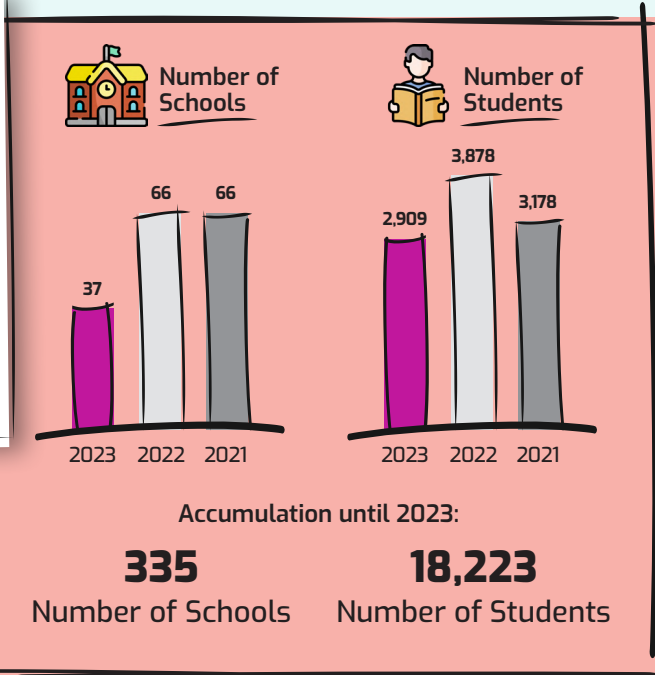 Number of
Schools
66
66
37
2023
2022
2021
Number of
Students
3,878
3,178
2,909
2023
2022
2021
Accumulation until 2023:
335
Number of Schools
18,223
Number of Students